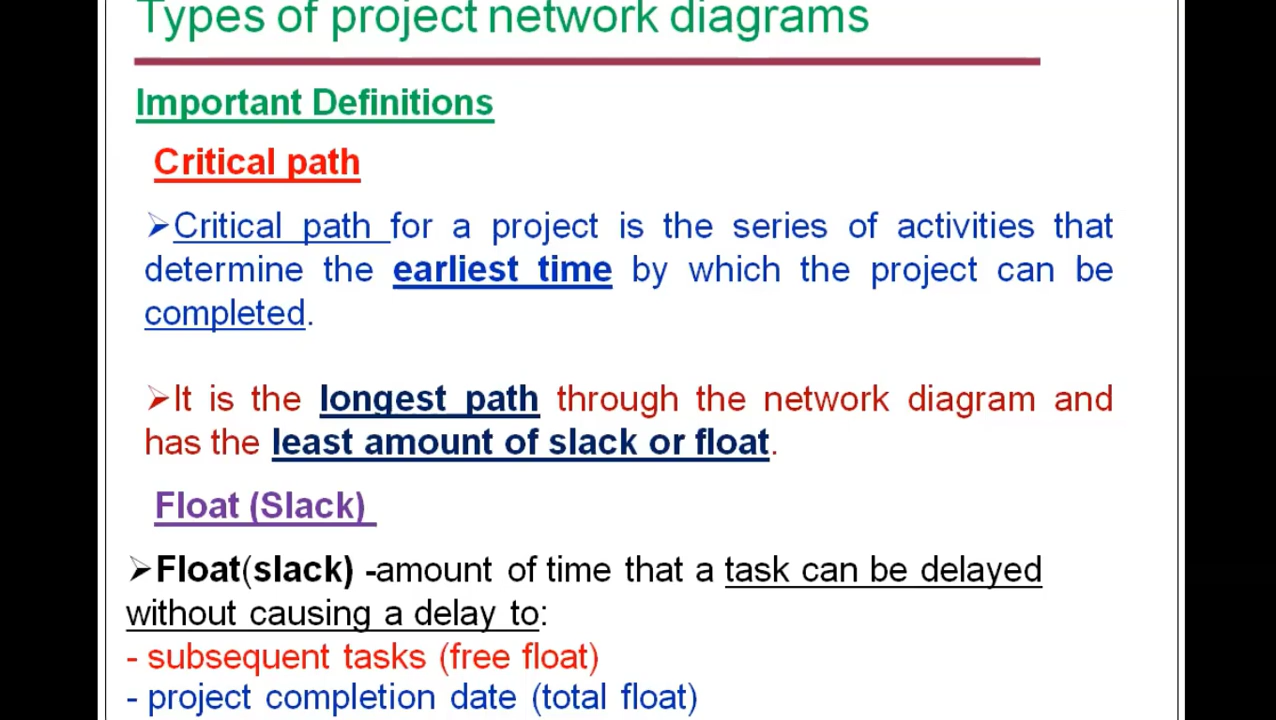 Types of project network diagrams
Important Definitions
Critical path
➢Critical path for a project is the series of activities that
determine the earliest time by which the project can be
completed.
➢It is the longest path through the network diagram and
has the least amount of slack or float.
Float (Slack)
➢Float(slack) -amount of time that a task can be delayed
without causing a delay to:
- subsequent tasks (free float)
- project completion date (total float)